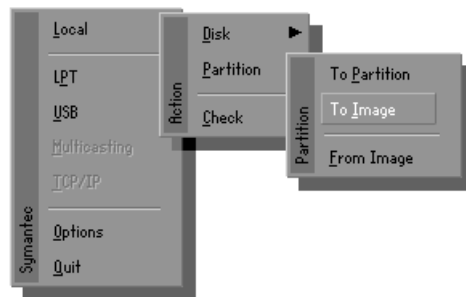 Local
LPT
USB
Multicasting
TCP/IP
Options
Quit
Symantec
Disk
Partition
Check
Action
To Partition
To Image
From Image
Partition